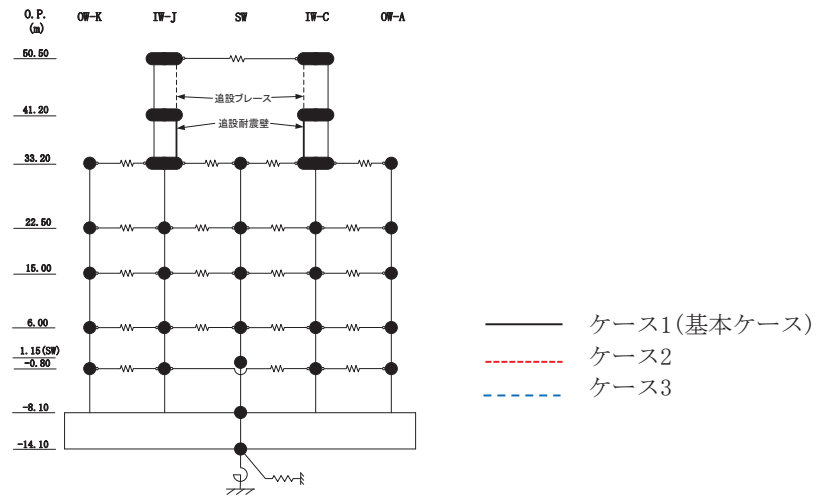 O.P. OW-K IW-J SW IW-C OW-A
(m)
50.50
追設ブレース
41.20
追設耐震壁
33.20
22.50
15.00
6.00
1.15(SW)
-0.80
-8.10
-14.10
ケース1(基本ケース)
ケース2
ケース3